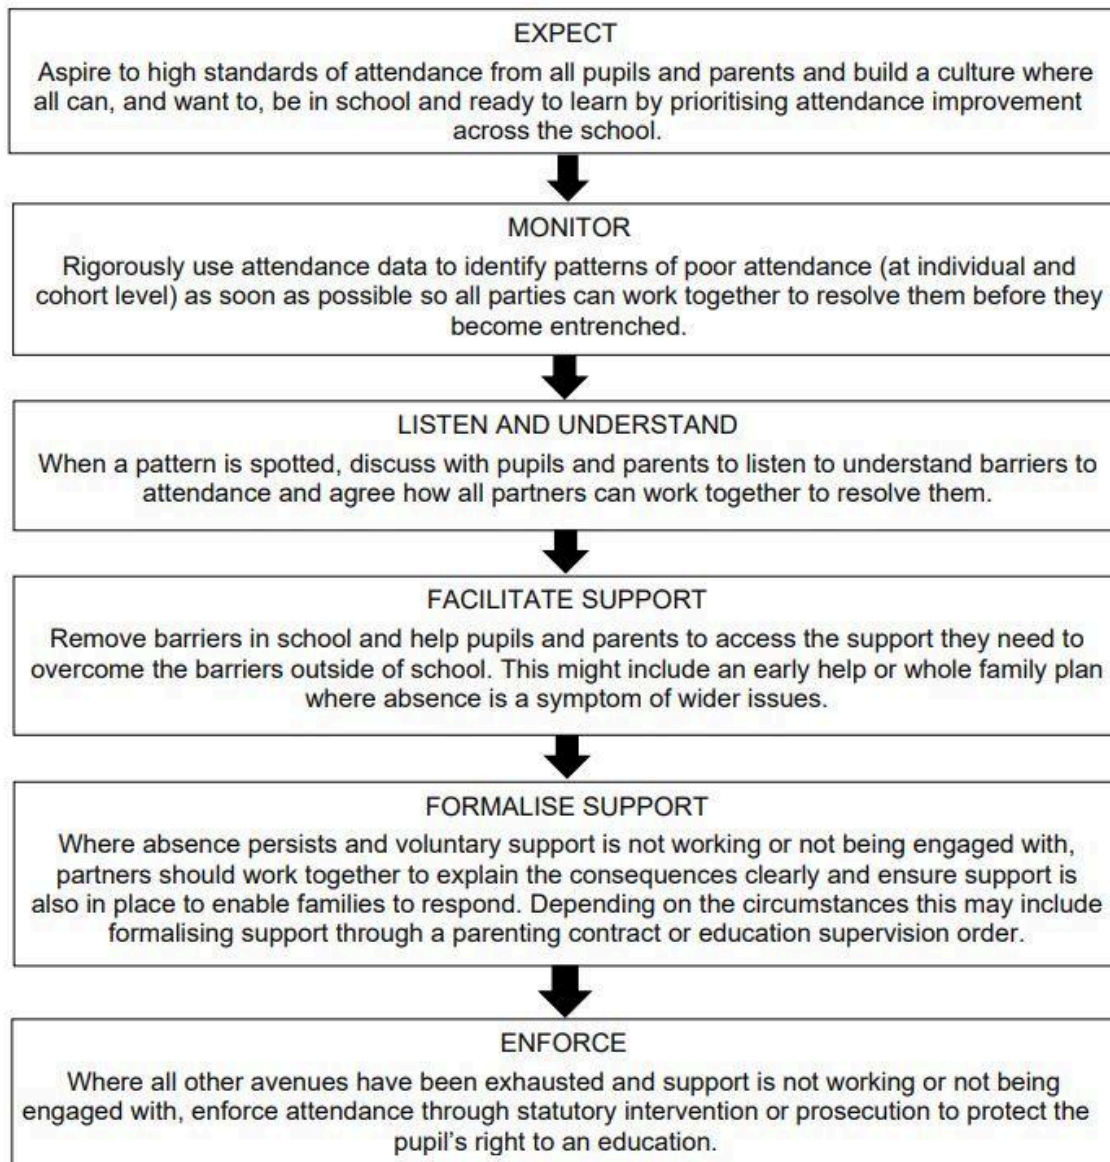 EXPECT
Aspire to high standards of attendance from all pupils and parents and build a culture where
all can, and want to, be in school and ready to learn by prioritising attendance improvement
across the school.
MONITOR
Rigorously use attendance data to identify patterns of poor attendance (at individual and
cohort level) as soon as possible so all parties can work together to resolve them before they
become entrenched.
LISTEN AND UNDERSTAND
When a pattern is spotted, discuss with pupils and parents to listen to understand barriers to
attendance and agree how all partners can work together to resolve them.
FACILITATE SUPPORT
Remove barriers in school and help pupils and parents to access the support they need to
overcome the barriers outside of school. This might include an early help or whole family plan
where absence is a symptom of wider issues.
FORMALISE SUPPORT
Where absence persists and voluntary support is not working or not being engaged with,
partners should work together to explain the consequences clearly and ensure support is
also in place to enable families to respond. Depending on the circumstances this may include
formalising support through a parenting contract or education supervision order.
ENFORCE
Where all other avenues have been exhausted and support is not working or not being
engaged with, enforce attendance through statutory intervention or prosecution to protect the
pupil's right to an education.